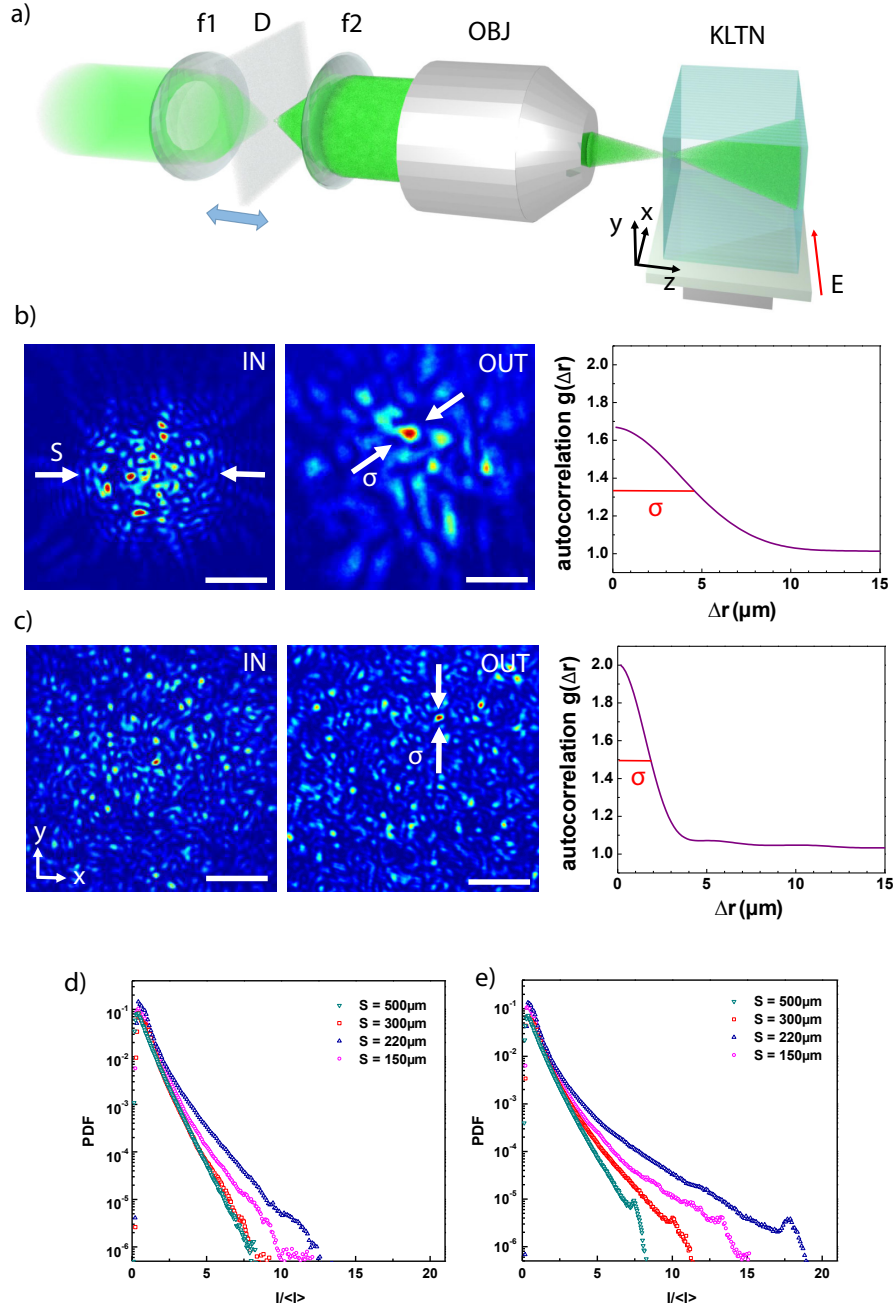 a)
f1
D
f2
OBJ
KLTN
y
x
z
E
b)
IN
S
OUT
σ
autocorrelation g(Δr)
2.0
1.8
1.6
1.4
1.2
1.0
σ
0
5
10
15
Δr (µm)
c)
IN
y
x
OUT
σ
autocorrelation g(Δr)
2.0
1.8
1.6
1.4
1.2
1.0
σ
0
5
10
15
Δr (µm)
d)
S = 500µm
S = 300µm
S = 220µm
S = 150µm
PDF
10⁻¹
10⁻²
10⁻³
10⁻⁴
10⁻⁵
10⁻⁶
0
5
10
15
20
I/<I>
e)
S = 500µm
S = 300µm
S = 220µm
S = 150µm
PDF
10⁻¹
10⁻²
10⁻³
10⁻⁴
10⁻⁵
10⁻⁶
0
5
10
15
20
I/<I>